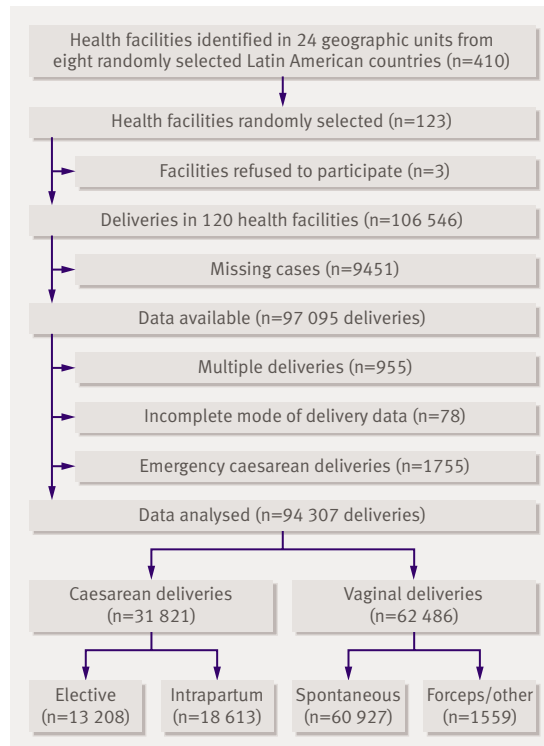 Health facilities identified in 24 geographic units from
eight randomly selected Latin American countries (n=410)
Health facilities randomly selected (n=123)
Facilities refused to participate (n=3)
Deliveries in 120 health facilities (n=106 546)
Missing cases (n=9451)
Data available (n=97 095 deliveries)
Multiple deliveries (n=955)
Incomplete mode of delivery data (n=78)
Emergency caesarean deliveries (n=1755)
Data analysed (n=94 307 deliveries)
Caesarean deliveries
(n=31 821)
Vaginal deliveries
(n=62 486)
Elective
(n=13 208)
Intrapartum
(n=18 613)
Spontaneous
(n=60 927)
Forceps/other
(n=1559)